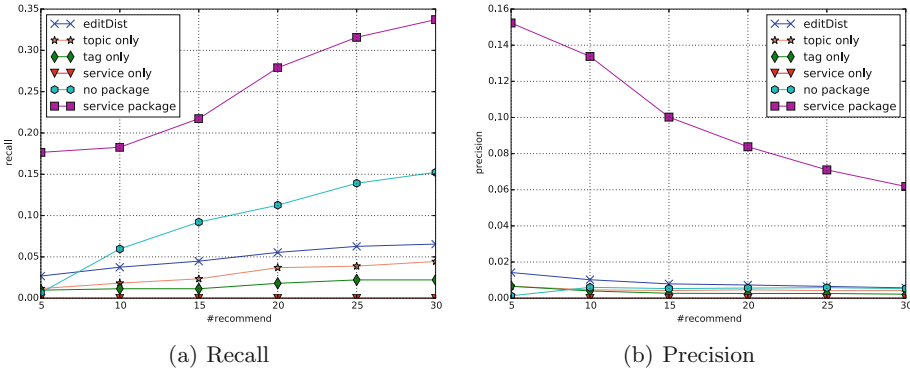 0.35
0.30
0.25
0.20
0.15
0.10
0.05
0.00
recall
editDist
topic only
tag only
service only
no package
service package
5 10 15 20 25 30
#recommend
(a) Recall
0.16
0.14
0.12
0.10
0.08
0.06
0.04
0.02
0.00
precision
editDist
topic only
tag only
service only
no package
service package
5 10 15 20 25 30
#recommend
(b) Precision